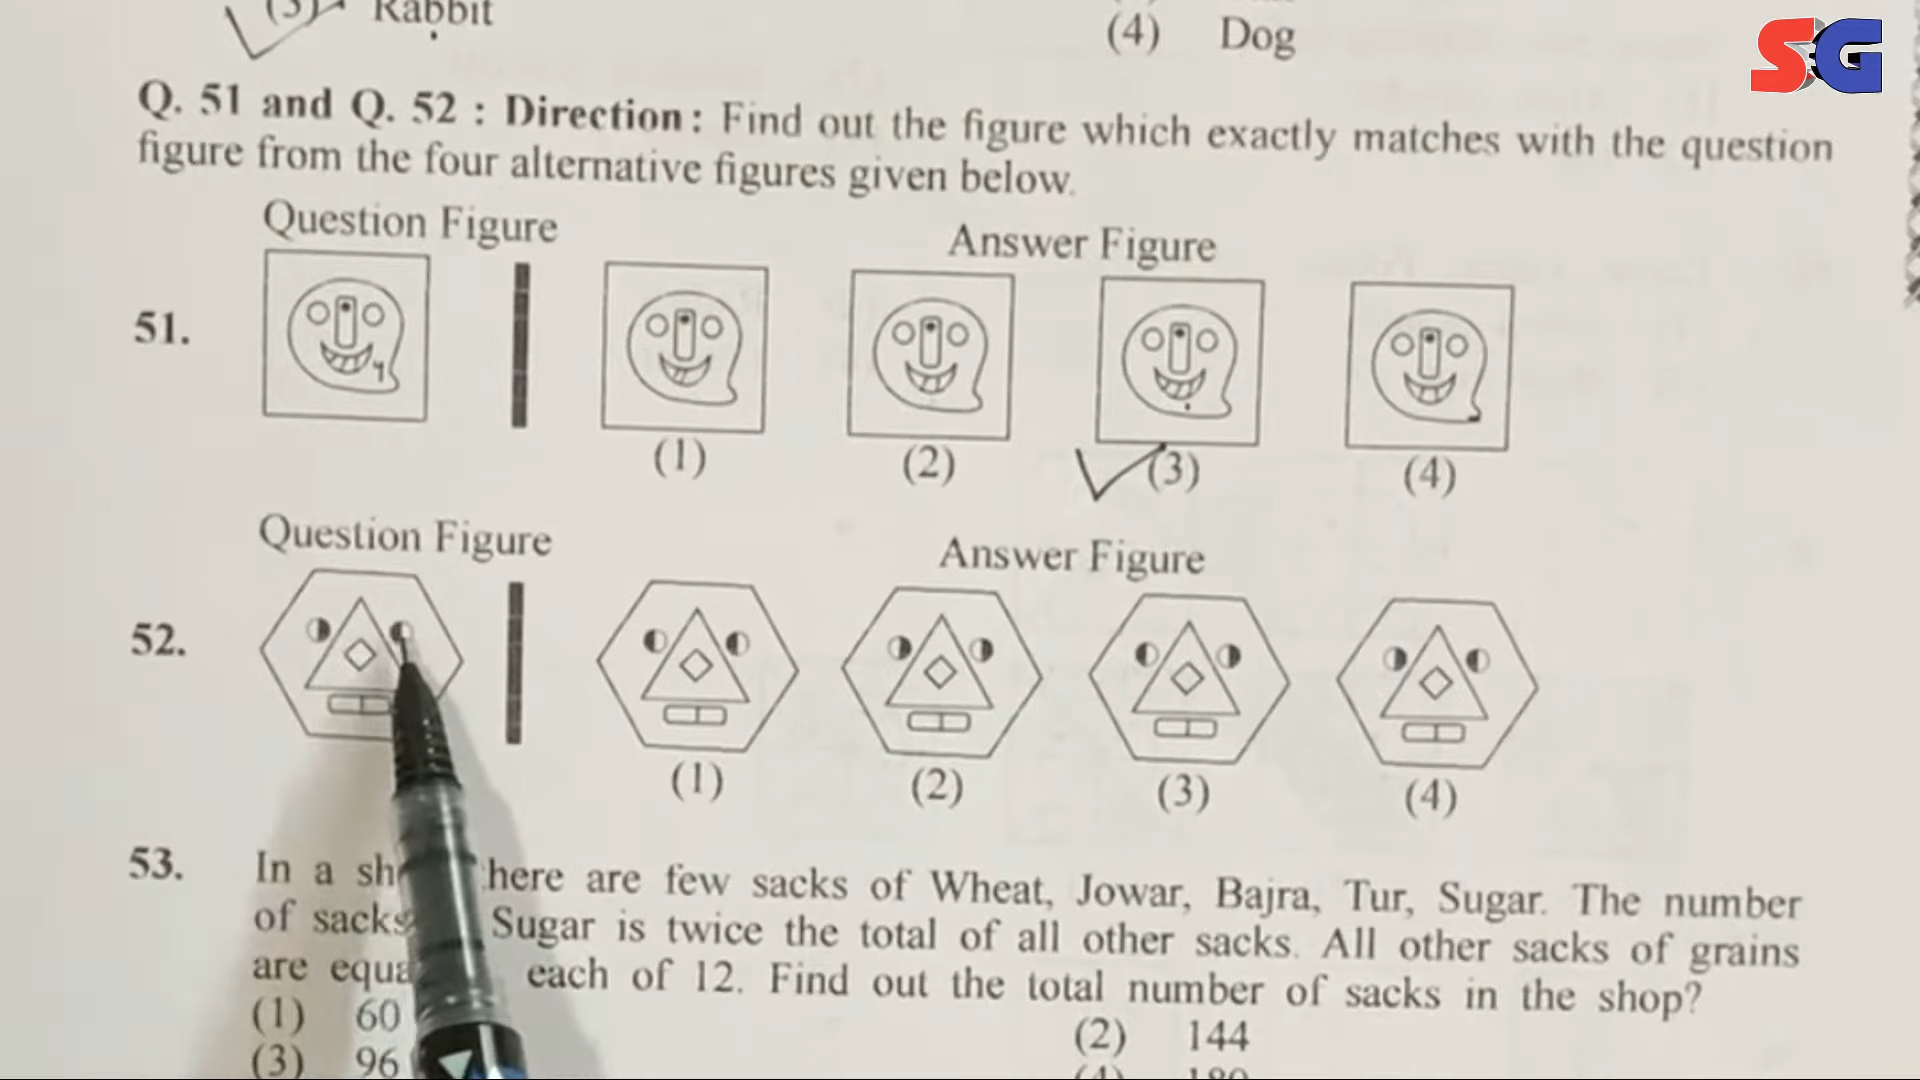 (3) Rabbit
(4) Dog
SG
Q. 51 and Q. 52 : Direction : Find out the figure which exactly matches with the question
figure from the four alternative figures given below.
Question Figure
Answer Figure
51.
(1) (2) (3) (4)
Question Figure
Answer Figure
52.
(1) (2) (3) (4)
53. In a here are few sacks of Wheat, Jowar, Bajra, Tur, Sugar. The number
of sacks Sugar is twice the total of all other sacks. All other sacks of grains
are each of 12. Find out the total number of sacks in the shop?
(1) 60 (2) 144
(3) 96